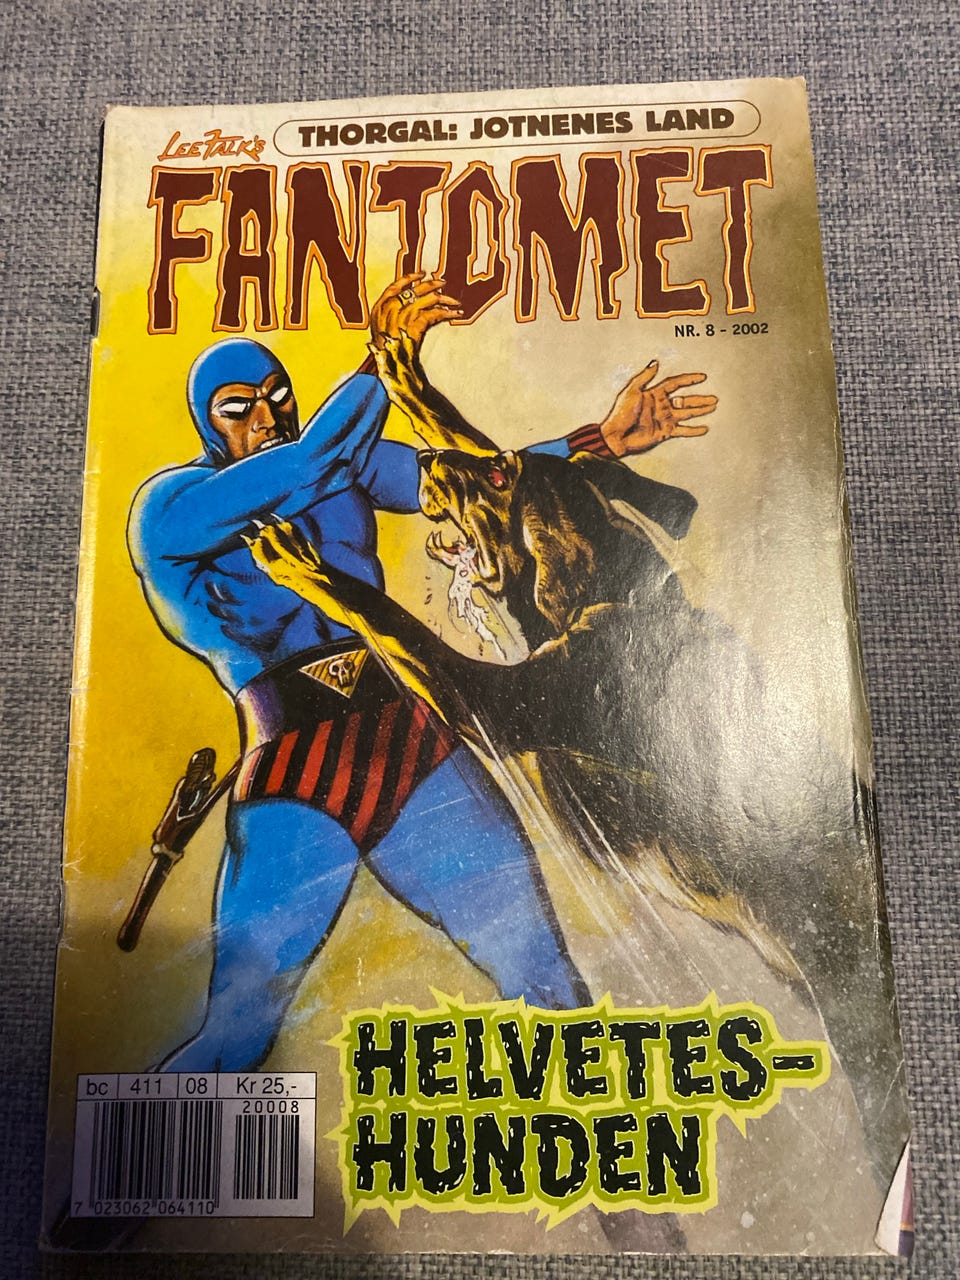 THORGAL: JOTNENES LAND
LEE FALK'S
FANTOMET
NR. 8 - 2002
HELVETES-
HUNDEN
bc 411 08 Kr 25,-
20008
7 023062 064110